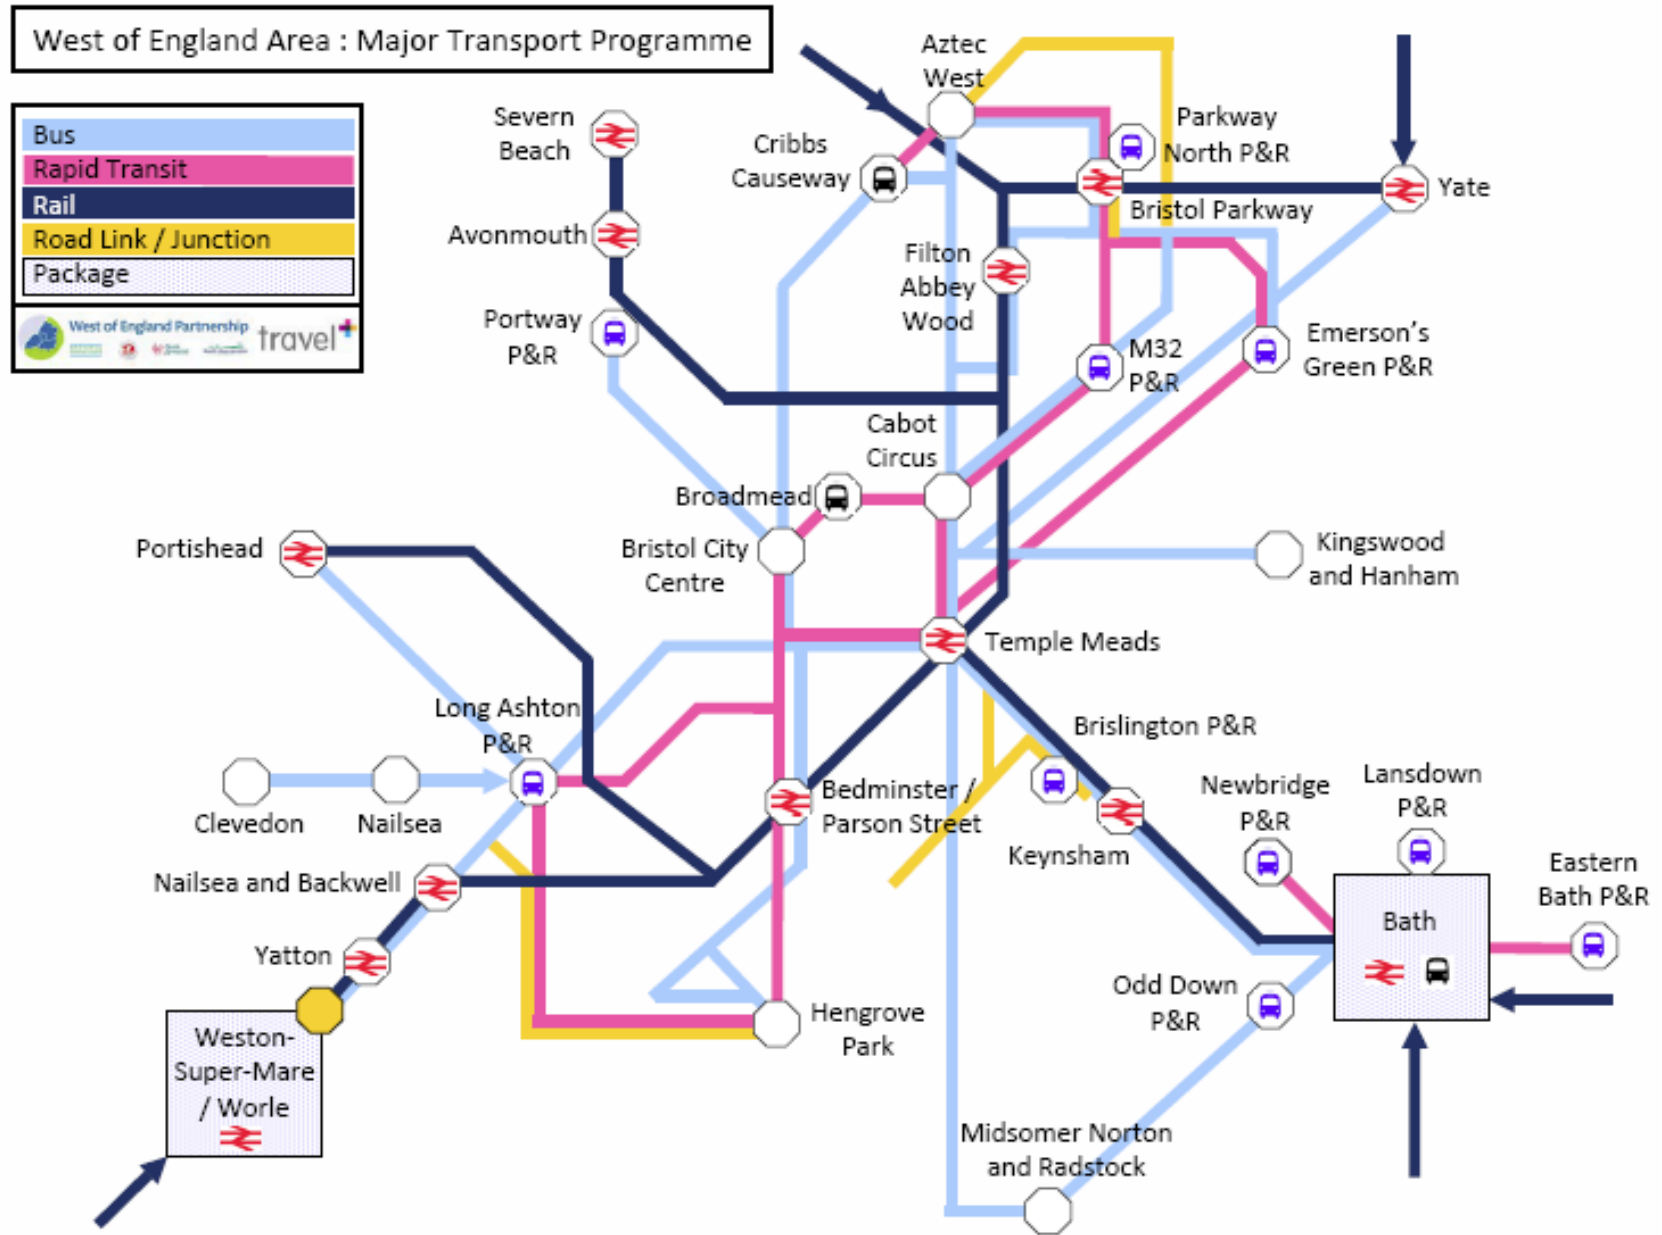 West of England Area : Major Transport Programme
Bus
Rapid Transit
Rail
Road Link / Junction
Package
West of England Partnership
travel+
Severn
Beach
Avonmouth
Portway
P&R
Aztec
West
Cribbs
Causeway
Parkway
North P&R
Bristol Parkway
Yate
Filton
Abbey
Wood
M32
P&R
Emerson's
Green P&R
Cabot
Circus
Broadmead
Bristol City
Centre
Portishead
Kingswood
and Hanham
Temple Meads
Long Ashton
P&R
Clevedon
Nailsea
Bedminster /
Parson Street
Brislington P&R
Keynsham
Newbridge
P&R
Lansdown
P&R
Eastern
Bath P&R
Bath
Nailsea and Backwell
Yatton
Odd Down
P&R
Hengrove
Park
Weston-
Super-Mare
/ Worle
Midsomer Norton
and Radstock